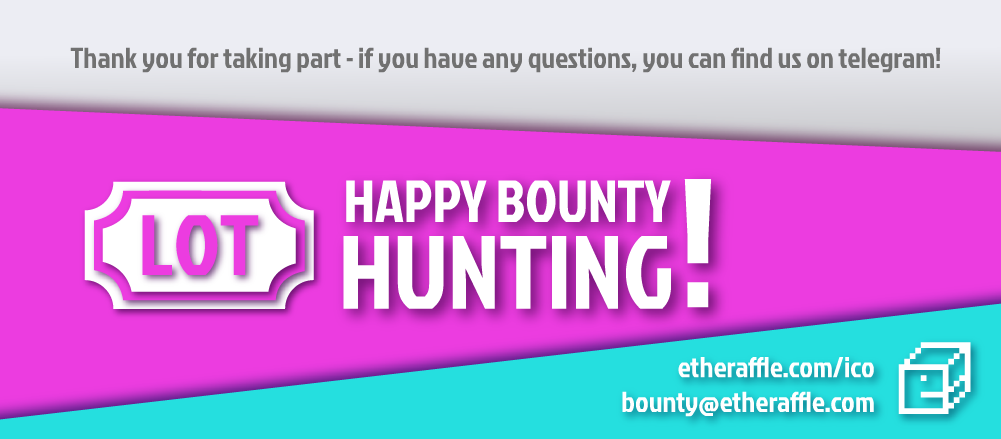 Thank you for taking part - if you have any questions, you can find us on telegram!
LOT
HAPPY BOUNTY
HUNTING!
etheraffle.com/ico
bounty@etheraffle.com